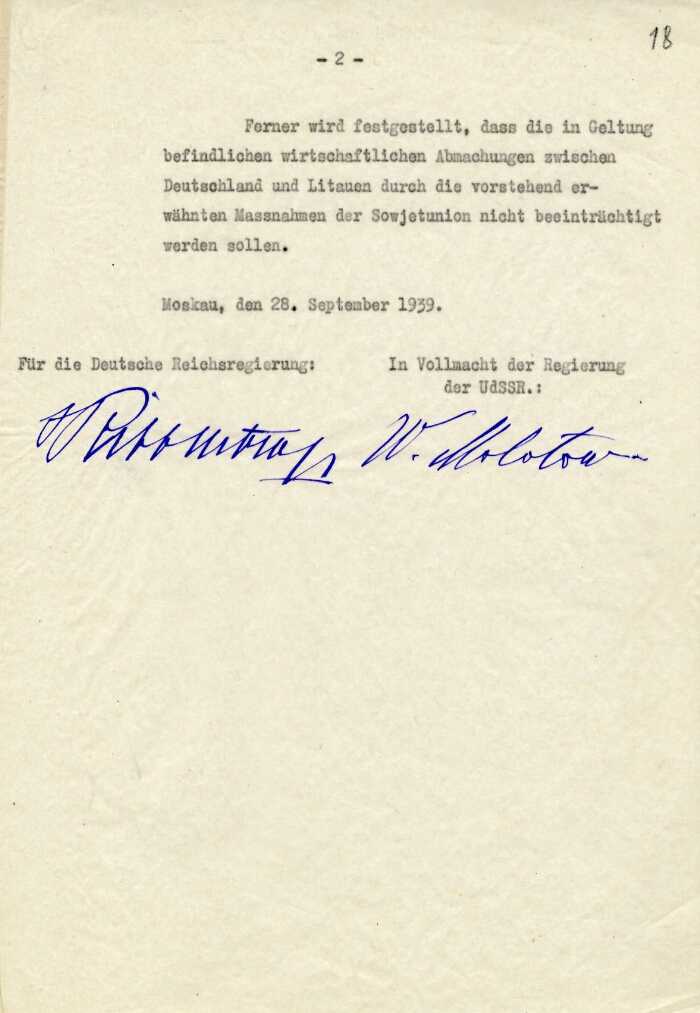 18
- 2 -
Ferner wird festgestellt, dass die in Geltung
befindlichen wirtschaftlichen Abmachungen zwischen
Deutschland und Litauen durch die vorstehend er-
wähnten Massnahmen der Sowjetunion nicht beeinträchtigt
werden sollen.
Moskau, den 28. September 1939.
Für die Deutsche Reichsregierung:
In Vollmacht der Regierung
der UdSSR.:
Ribbentrop
W. Molotow